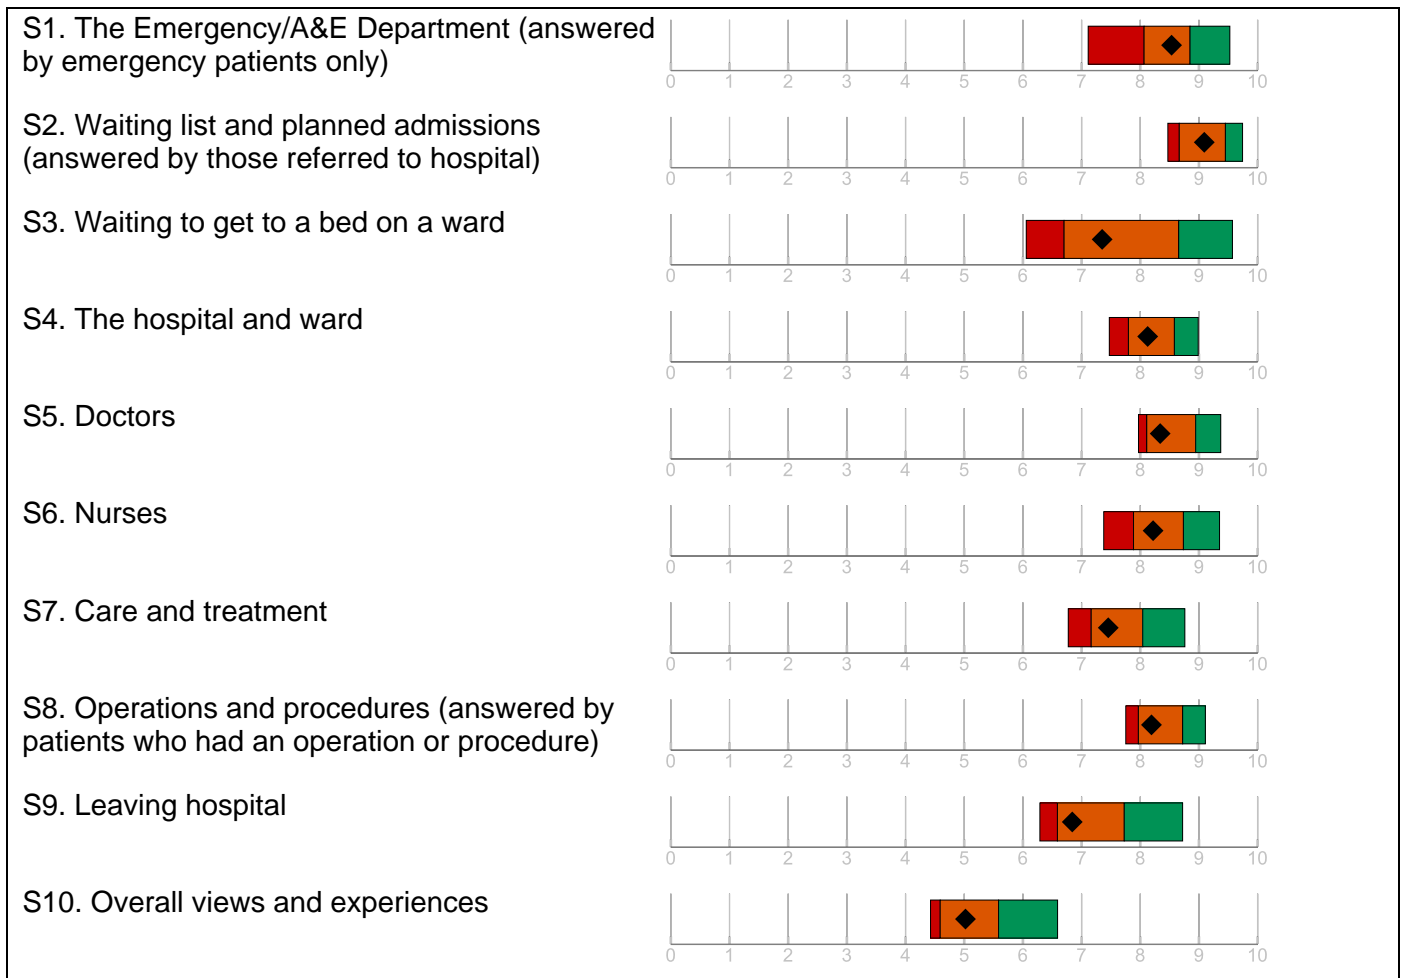 S1. The Emergency/A&E Department (answered
by emergency patients only)
0 1 2 3 4 5 6 7 8 9 10
S2. Waiting list and planned admissions
(answered by those referred to hospital)
0 1 2 3 4 5 6 7 8 9 10
S3. Waiting to get to a bed on a ward
0 1 2 3 4 5 6 7 8 9 10
S4. The hospital and ward
0 1 2 3 4 5 6 7 8 9 10
S5. Doctors
0 1 2 3 4 5 6 7 8 9 10
S6. Nurses
0 1 2 3 4 5 6 7 8 9 10
S7. Care and treatment
0 1 2 3 4 5 6 7 8 9 10
S8. Operations and procedures (answered by
patients who had an operation or procedure)
0 1 2 3 4 5 6 7 8 9 10
S9. Leaving hospital
0 1 2 3 4 5 6 7 8 9 10
S10. Overall views and experiences
0 1 2 3 4 5 6 7 8 9 10